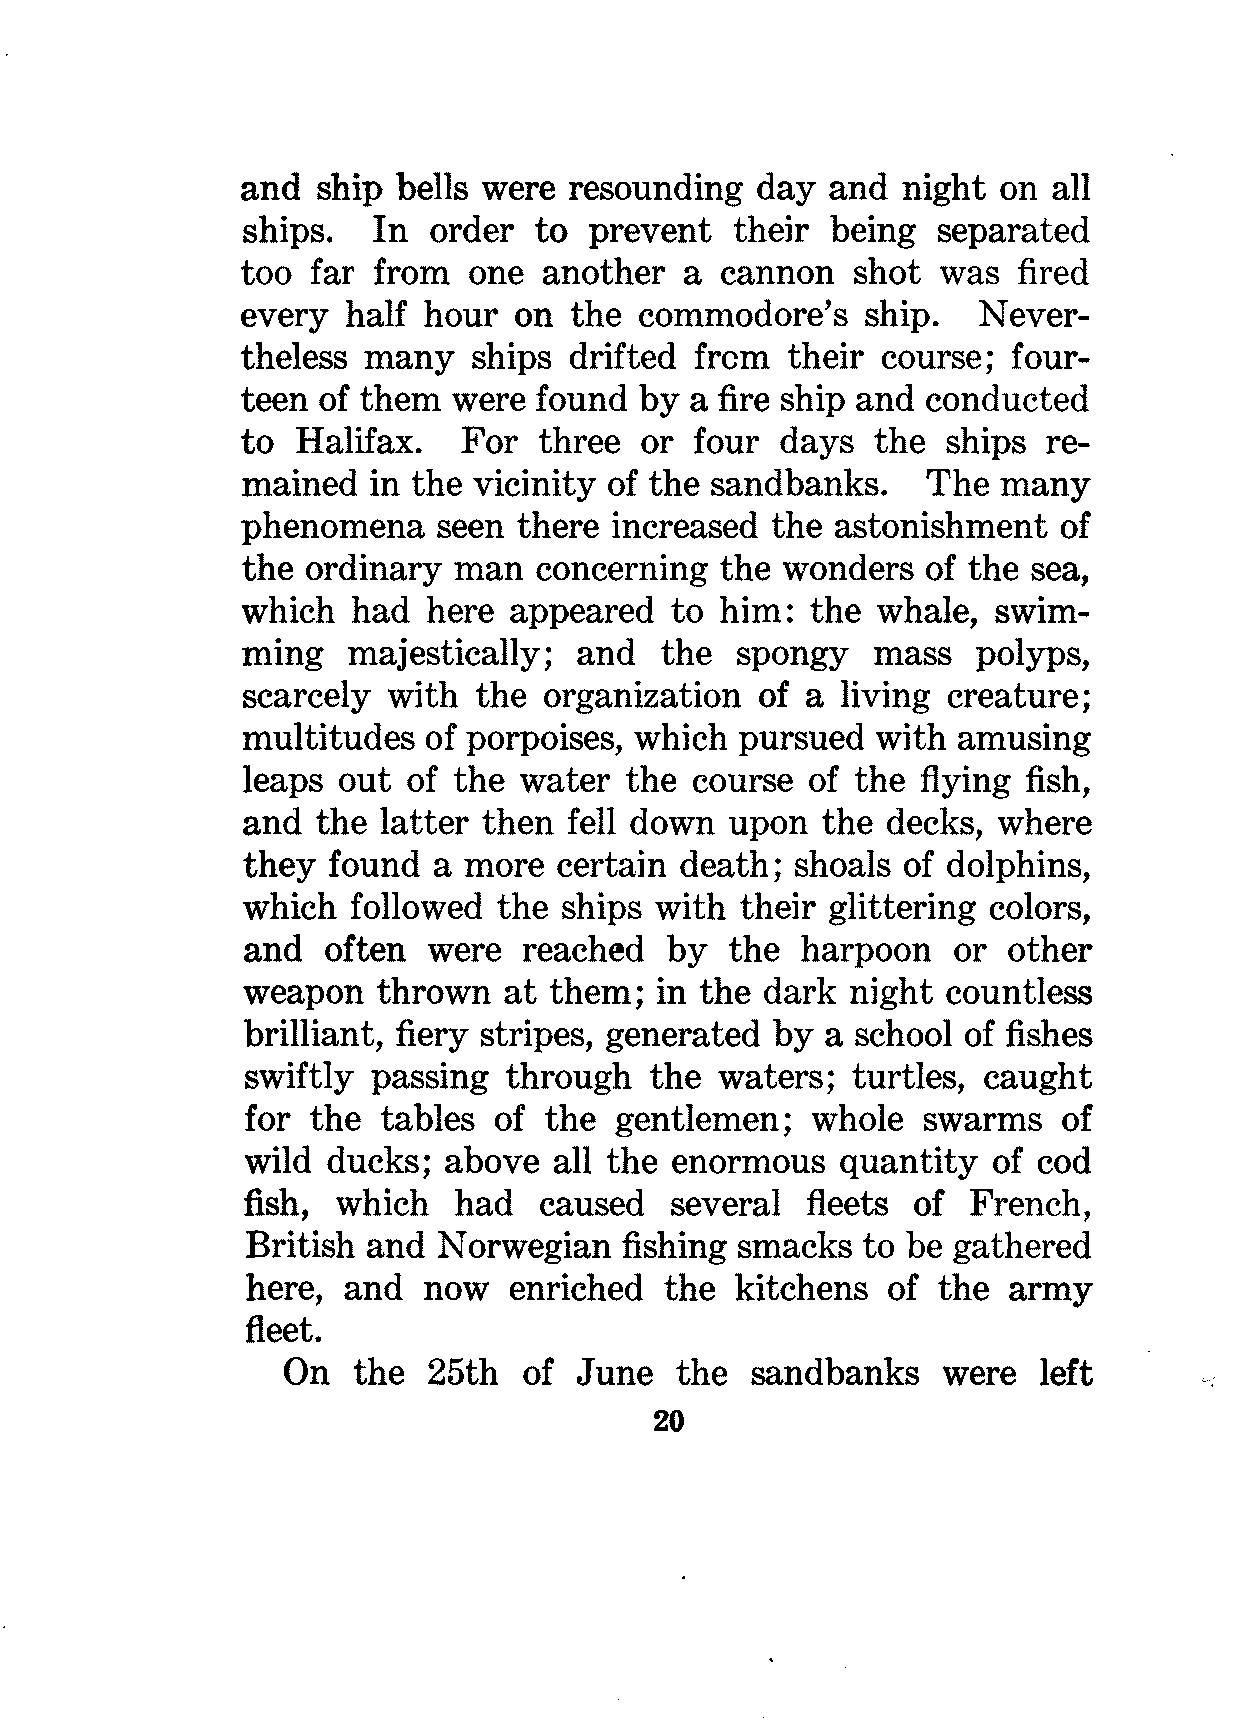 and ship bells were resounding day and night on all
ships. In order to prevent their being separated
too far from one another a cannon shot was fired
every half hour on the commodore's ship. Never-
theless many ships drifted from their course; four-
teen of them were found by a fire ship and conducted
to Halifax. For three or four days the ships re-
mained in the vicinity of the sandbanks. The many
phenomena seen there increased the astonishment of
the ordinary man concerning the wonders of the sea,
which had here appeared to him: the whale, swim-
ming majestically; and the spongy mass polyps,
scarcely with the organization of a living creature;
multitudes of porpoises, which pursued with amusing
leaps out of the water the course of the flying fish,
and the latter then fell down upon the decks, where
they found a more certain death; shoals of dolphins,
which followed the ships with their glittering colors,
and often were reached by the harpoon or other
weapon thrown at them; in the dark night countless
brilliant, fiery stripes, generated by a school of fishes
swiftly passing through the waters; turtles, caught
for the tables of the gentlemen; whole swarms of
wild ducks; above all the enormous quantity of cod
fish, which had caused several fleets of French,
British and Norwegian fishing smacks to be gathered
here, and now enriched the kitchens of the army
fleet.
On the 25th of June the sandbanks were left
20